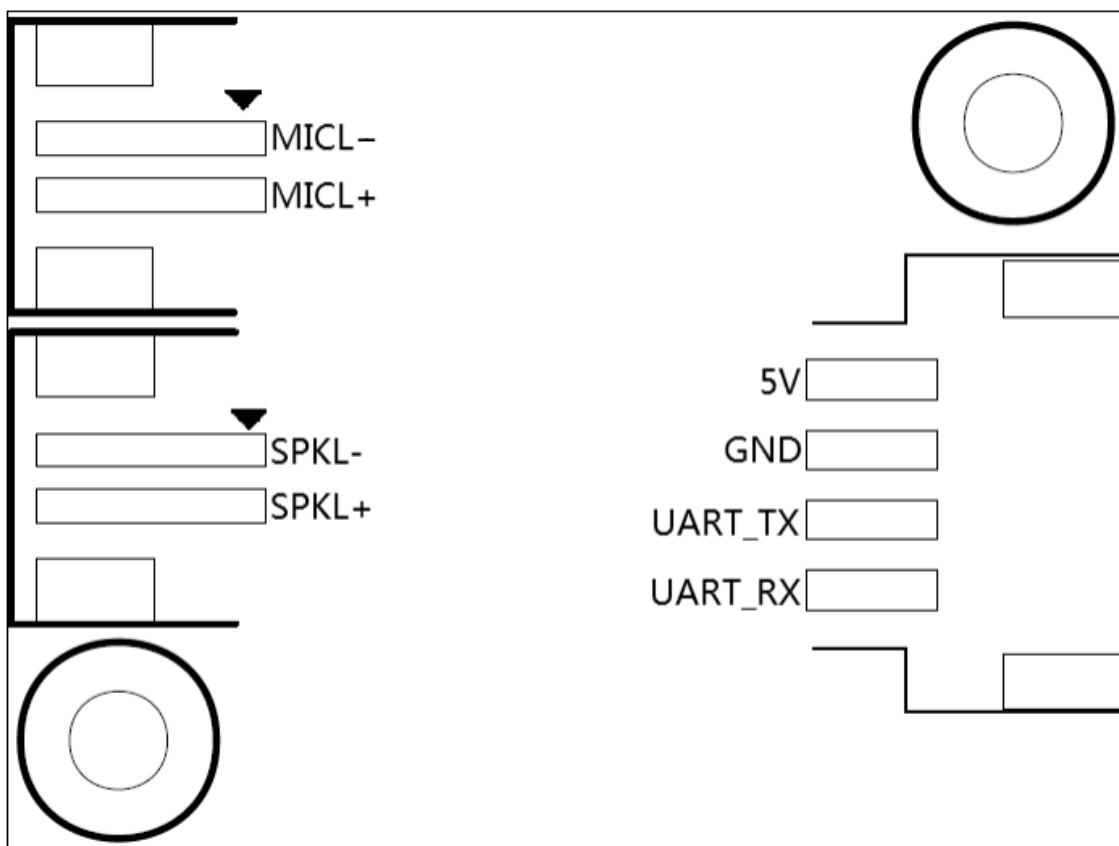 MICL-
MICL+
SPKL-
SPKL+
5V
GND
UART_TX
UART_RX